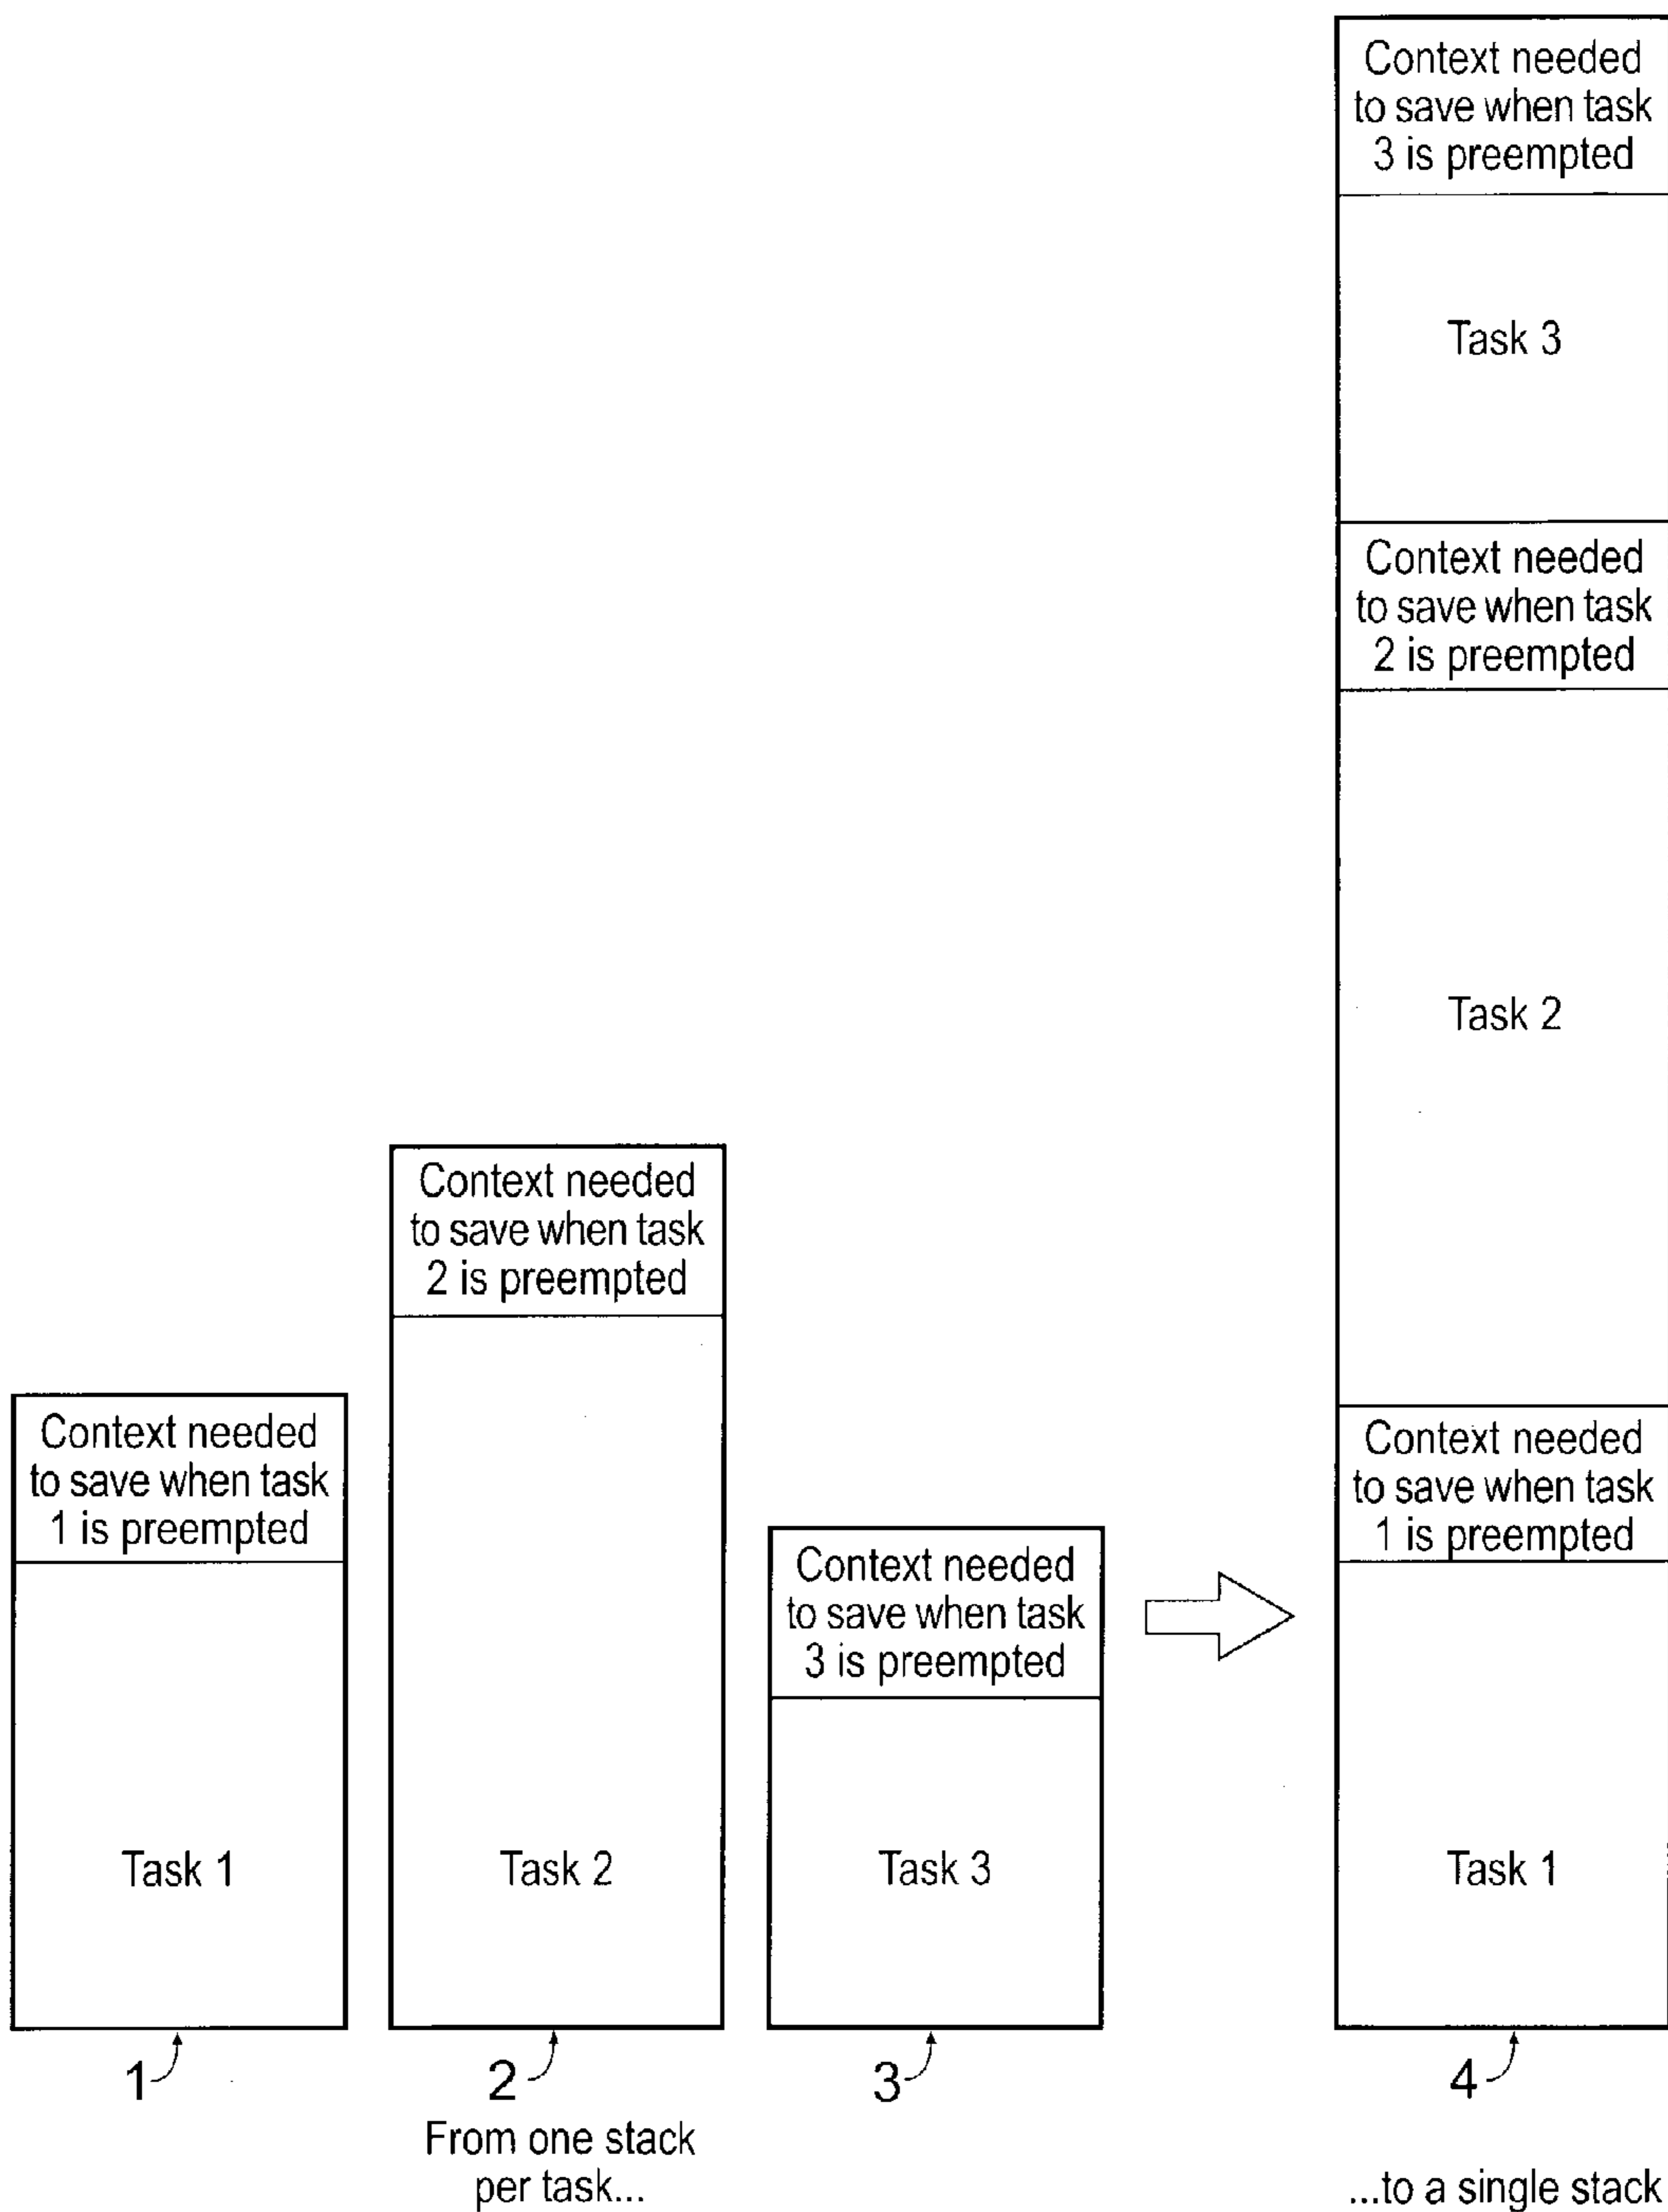 Context needed
to save when task
1 is preempted
Task 1
1
Context needed
to save when task
2 is preempted
Task 2
2
From one stack
per task...
Context needed
to save when task
3 is preempted
Task 3
3
Context needed
to save when task
3 is preempted
Task 3
Context needed
to save when task
2 is preempted
Task 2
Context needed
to save when task
1 is preempted
Task 1
4
...to a single stack